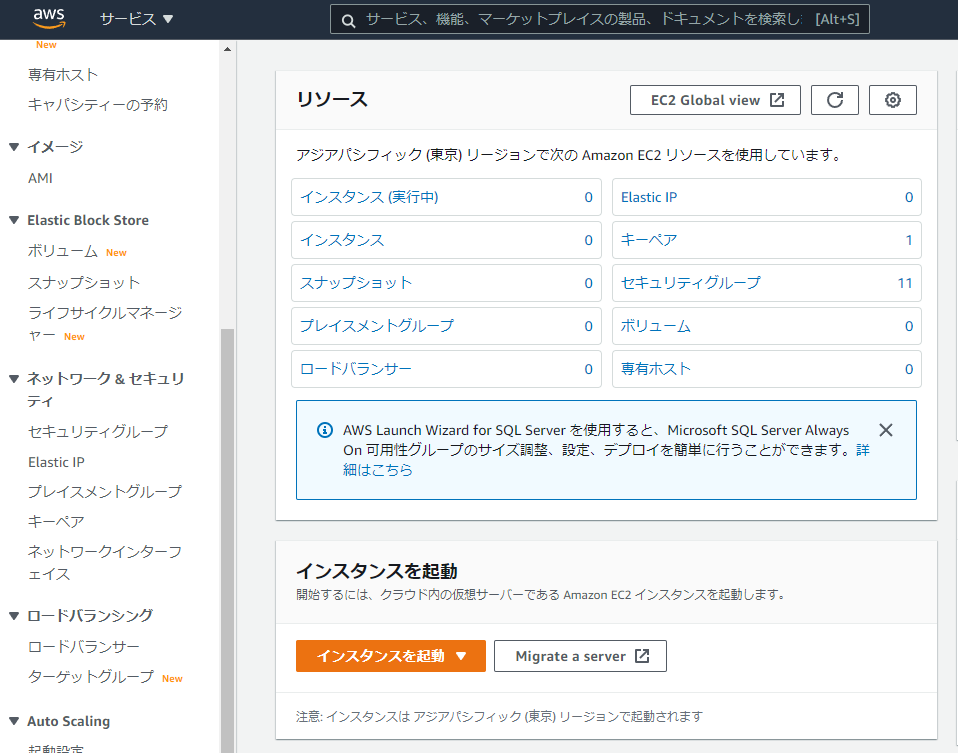 aws
サービス ▼
サービス、機能、マーケットプレイスの製品、ドキュメントを検索し [Alt+S]
New
専有ホスト
キャパシティーの予約
▼ イメージ
AMI
▼ Elastic Block Store
ボリューム New
スナップショット
ライフサイクルマネージ
ャー New
▼ ネットワーク & セキュリ
ティ
セキュリティグループ
Elastic IP
プレイスメントグループ
キーペア
ネットワークインターフ
ェイス
▼ ロードバランシング
ロードバランサー
ターゲットグループ New
▼ Auto Scaling
起動設定
リソース
EC2 Global view
アジアパシフィック (東京) リージョンで次の Amazon EC2 リソースを使用しています。
インスタンス (実行中) 0
Elastic IP 0
インスタンス 0
キーペア 1
スナップショット 0
セキュリティグループ 11
プレイスメントグループ 0
ボリューム 0
ロードバランサー 0
専有ホスト 0
AWS Launch Wizard for SQL Server を使用すると、Microsoft SQL Server Always
On 可用性グループのサイズ調整、設定、デプロイを簡単に行うことができます。詳
細はこちら
インスタンスを起動
開始するには、クラウド内の仮想サーバーである Amazon EC2 インスタンスを起動します。
インスタンスを起動 ▼
Migrate a server
注意: インスタンスは アジアパシフィック (東京) リージョンで起動されます